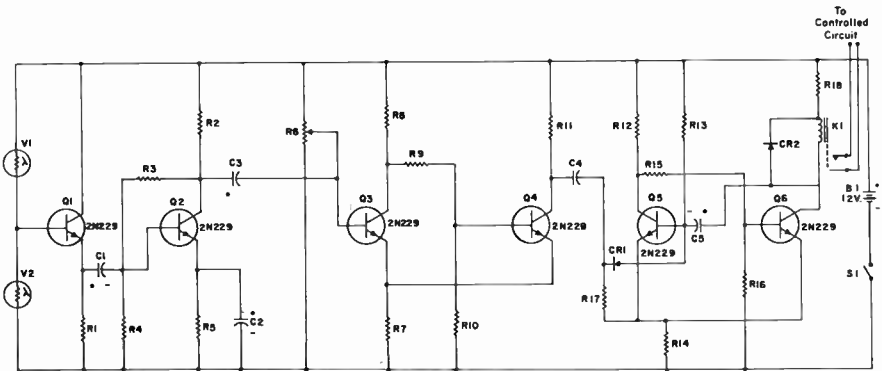 To
Controlled
Circuit
V1
λ
Q1
2N229
C1
+ -
R1
V2
λ
R2
R3
C3
+
Q2
2N229
R4
R5
+
C2
-
R6
R8
R9
Q3
2N229
R7
R10
R11
C4
Q4
2N229
CR1
R17
R12
R13
R15
Q5
2N229
- +
C5
R14
R16
R18
K1
CR2
Q6
2N229
B1
12V.
+
-
S1